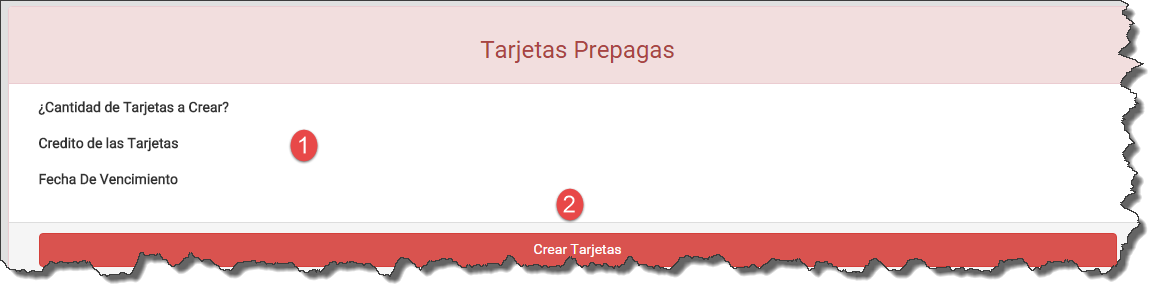 Tarjetas Prepagas
¿Cantidad de Tarjetas a Crear?
Credito de las Tarjetas
1
Fecha De Vencimiento
2
Crear Tarjetas